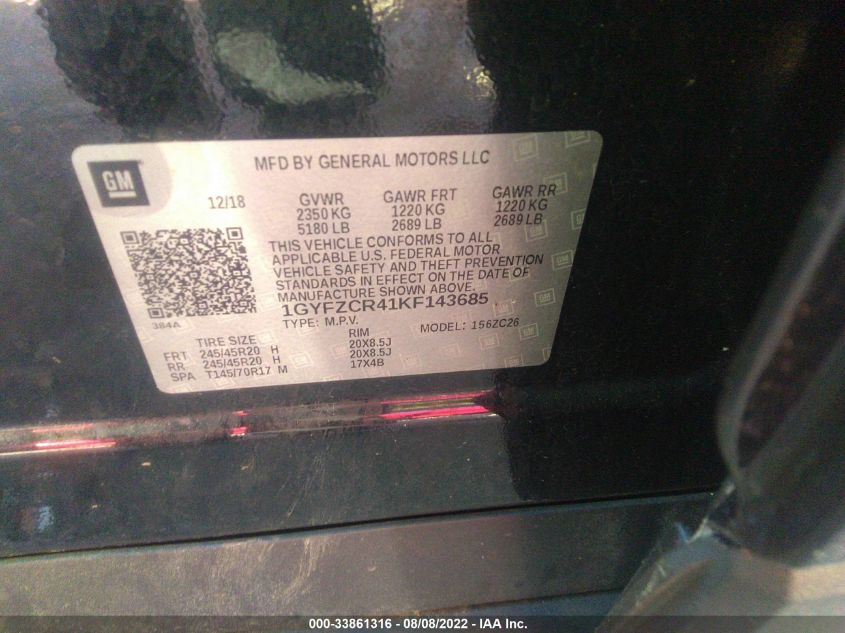 GM
MFD BY GENERAL MOTORS LLC
12/18
GVWR GAWR FRT GAWR RR
2350 KG 1220 KG 1220 KG
5180 LB 2689 LB 2689 LB
THIS VEHICLE CONFORMS TO ALL
APPLICABLE U.S. FEDERAL MOTOR
VEHICLE SAFETY AND THEFT PREVENTION
STANDARDS IN EFFECT ON THE DATE OF
MANUFACTURE SHOWN ABOVE.
1GYFZCR41KF143685
384A
TYPE: M.P.V. MODEL: 156ZC26
TIRE SIZE RIM
FRT 245/45R20 H 20X8.5J
RR 245/45R20 H 20X8.5J
SPA T145/70R17 M 17X4B
000-33861316 - 08/08/2022 - IAA Inc.